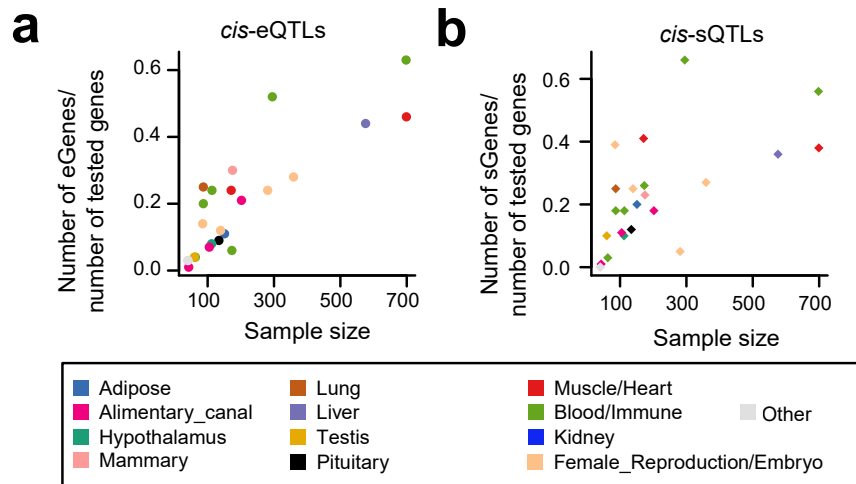 a
cis-eQTLs
Number of eGenes/
number of tested genes
0.6
0.4
0.2
0.0
100
300
500
700
Sample size
b
cis-sQTLs
Number of sGenes/
number of tested genes
0.6
0.4
0.2
0.0
100
300
500
700
Sample size
Adipose
Alimentary_canal
Hypothalamus
Mammary
Lung
Liver
Testis
Pituitary
Muscle/Heart
Blood/Immune
Kidney
Female_Reproduction/Embryo
Other